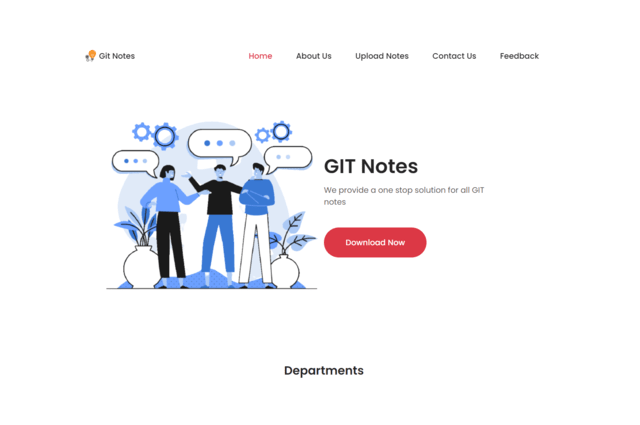 Git Notes
Home
About Us
Upload Notes
Contact Us
Feedback
GIT Notes
We provide a one stop solution for all GIT
notes
Download Now
Departments